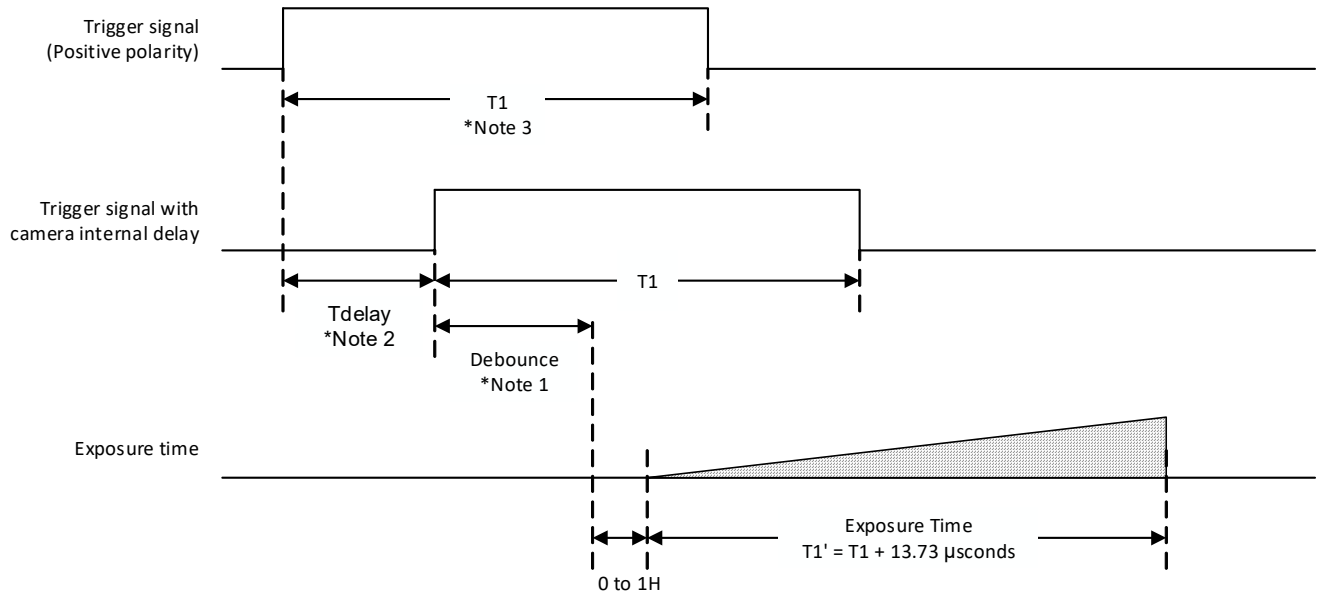 Trigger signal
(Positive polarity)
T1
*Note 3
Trigger signal with
camera internal delay
T1
Tdelay
*Note 2
Debounce
*Note 1
Exposure time
Exposure Time
T1' = T1 + 13.73 µsconds
0 to 1H